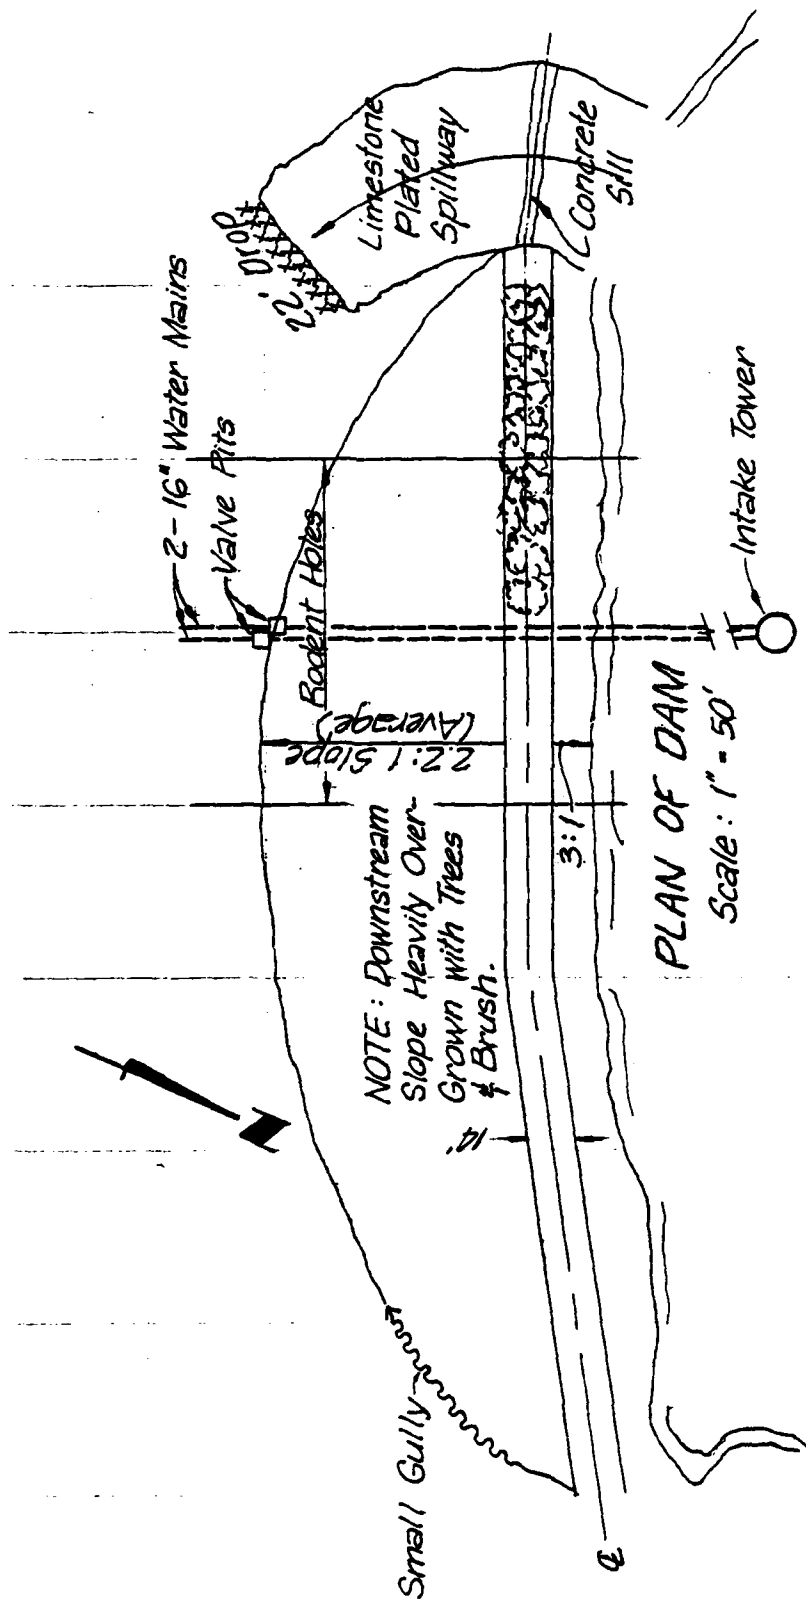 Small Gully
NOTE: Downstream
Slope Heavily Over-
Grown with Trees
& Brush.
14'
2.2:1 Slope
(Average)
3:1
Rodent Holes
2-16" Water Mains
Valve Pits
22' Drop
Limestone
Plated
Spillway
Concrete
Sill
Intake Tower
PLAN OF DAM
Scale: 1" = 50'
N
℄